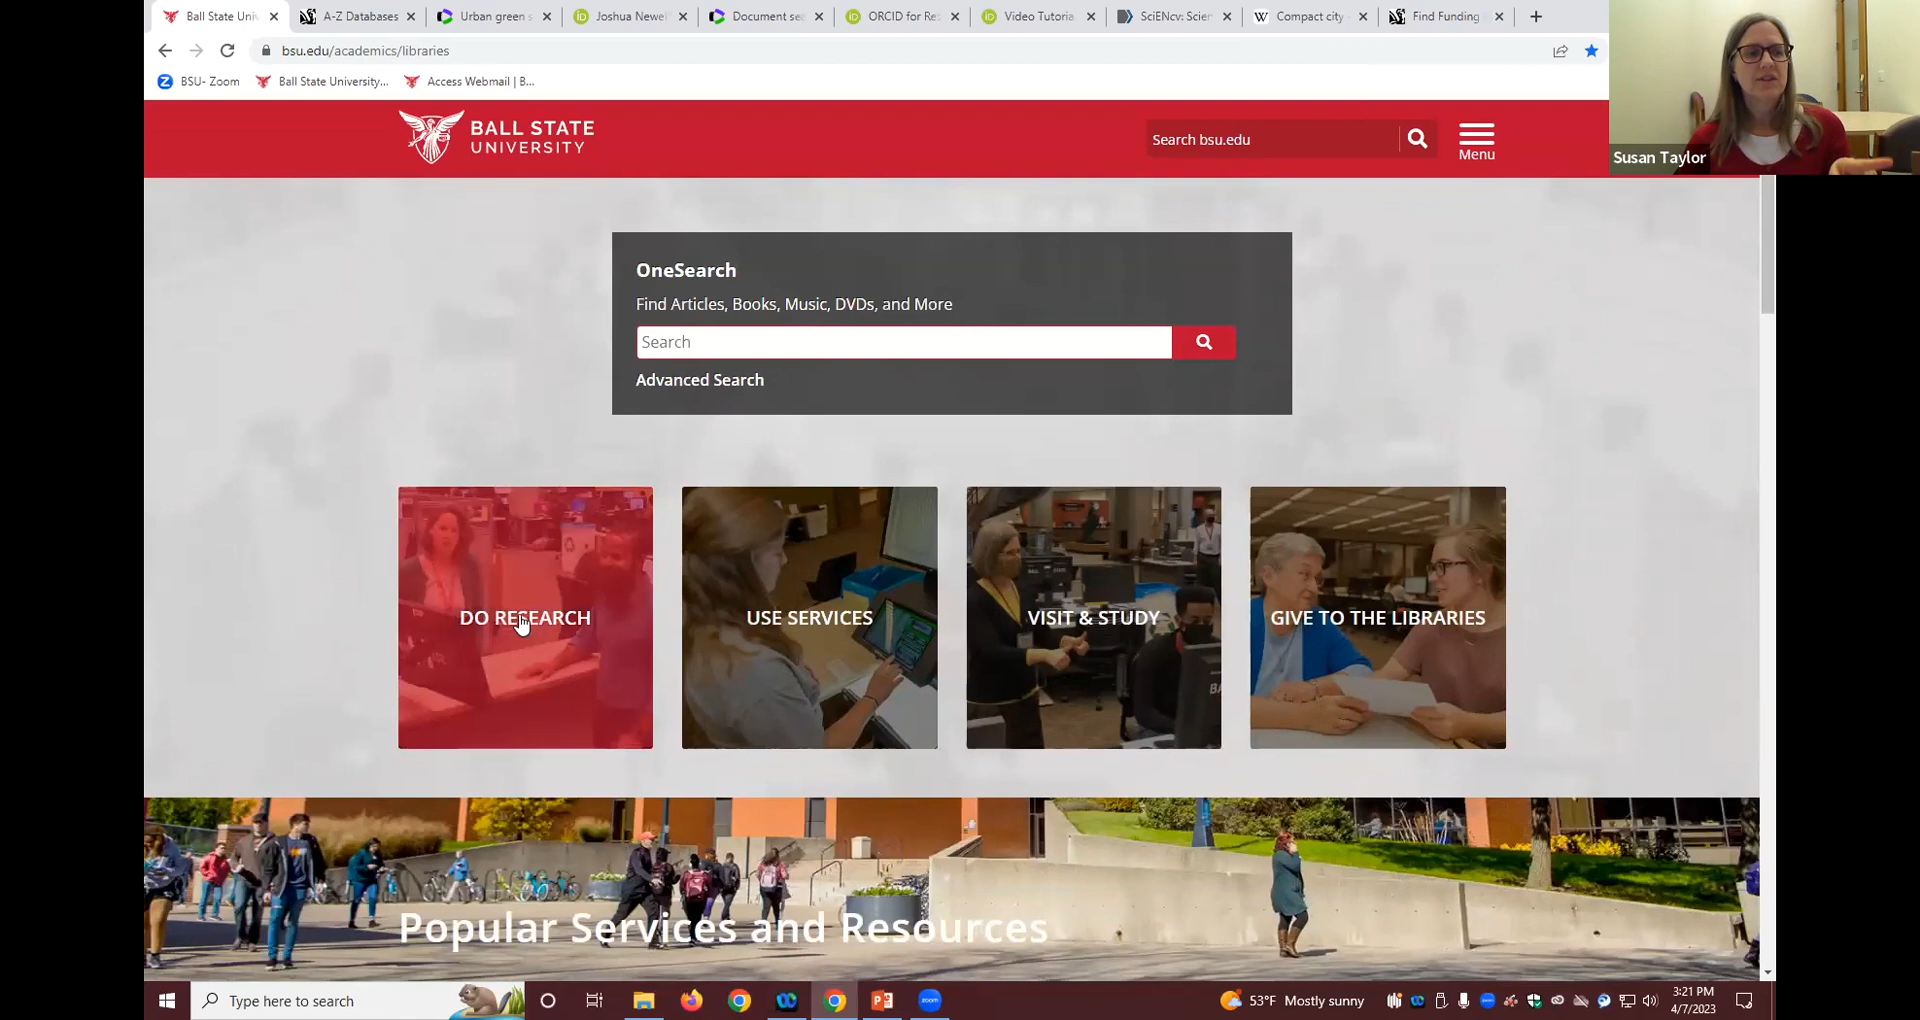 Ball State Uni
A-Z Databases
Urban green s
Joshua Newe
Document se
ORCID for Re
Video Tutoria
SciENcv: Scien
Compact city
Find Funding
bsu.edu/academics/libraries
BSU- Zoom
Ball State University...
Access Webmail | B...
BALL STATE
UNIVERSITY
Search bsu.edu
Menu
Susan Taylor
OneSearch
Find Articles, Books, Music, DVDs, and More
Search
Advanced Search
DO RESEARCH
USE SERVICES
VISIT & STUDY
GIVE TO THE LIBRARIES
Popular Services and Resources
Type here to search
zoom
53°F Mostly sunny
3:21 PM
4/7/2023